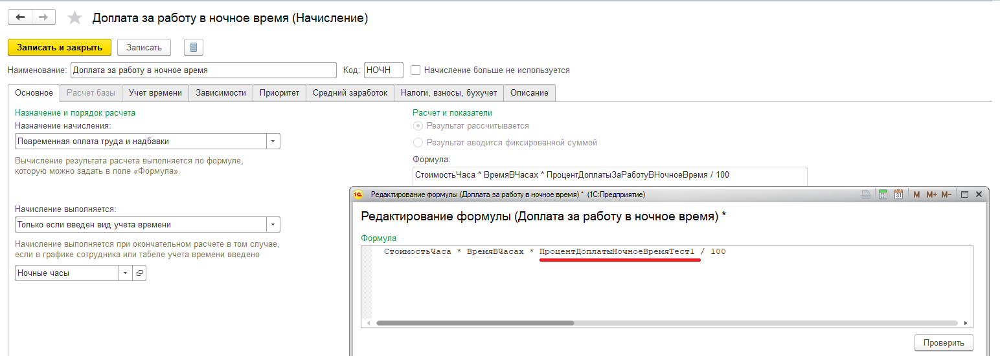 Доплата за работу в ночное время (Начисление)
Записать и закрыть Записать
Наименование: Доплата за работу в ночное время Код: НОЧН Начисление больше не используется
Основное Расчет базы Учет времени Зависимости Приоритет Средний заработок Налоги, взносы, бухучет Описание
Назначение и порядок расчета
Назначение начисления:
Повременная оплата труда и надбавки
Вычисление результата расчета выполняется по формуле,
которую можно задать в поле «Формула».
Начисление выполняется:
Только если введен вид учета времени
Начисление выполняется при окончательном расчете в том случае,
если в графике сотрудника или табеле учета времени введено
Ночные часы
Расчет и показатели
Результат рассчитывается
Результат вводится фиксированной суммой
Формула:
СтоимостьЧаса * ВремяВЧасах * ПроцентДоплатыЗаРаботуВНочноеВремя / 100
1С Редактирование формулы (Доплата за работу в ночное время) * (1С:Предприятие) 31 M M+ M-
Редактирование формулы (Доплата за работу в ночное время) *
Формула
СтоимостьЧаса * ВремяВЧасах * ПроцентДоплатыНочноеВремяТест1 / 100
Проверить